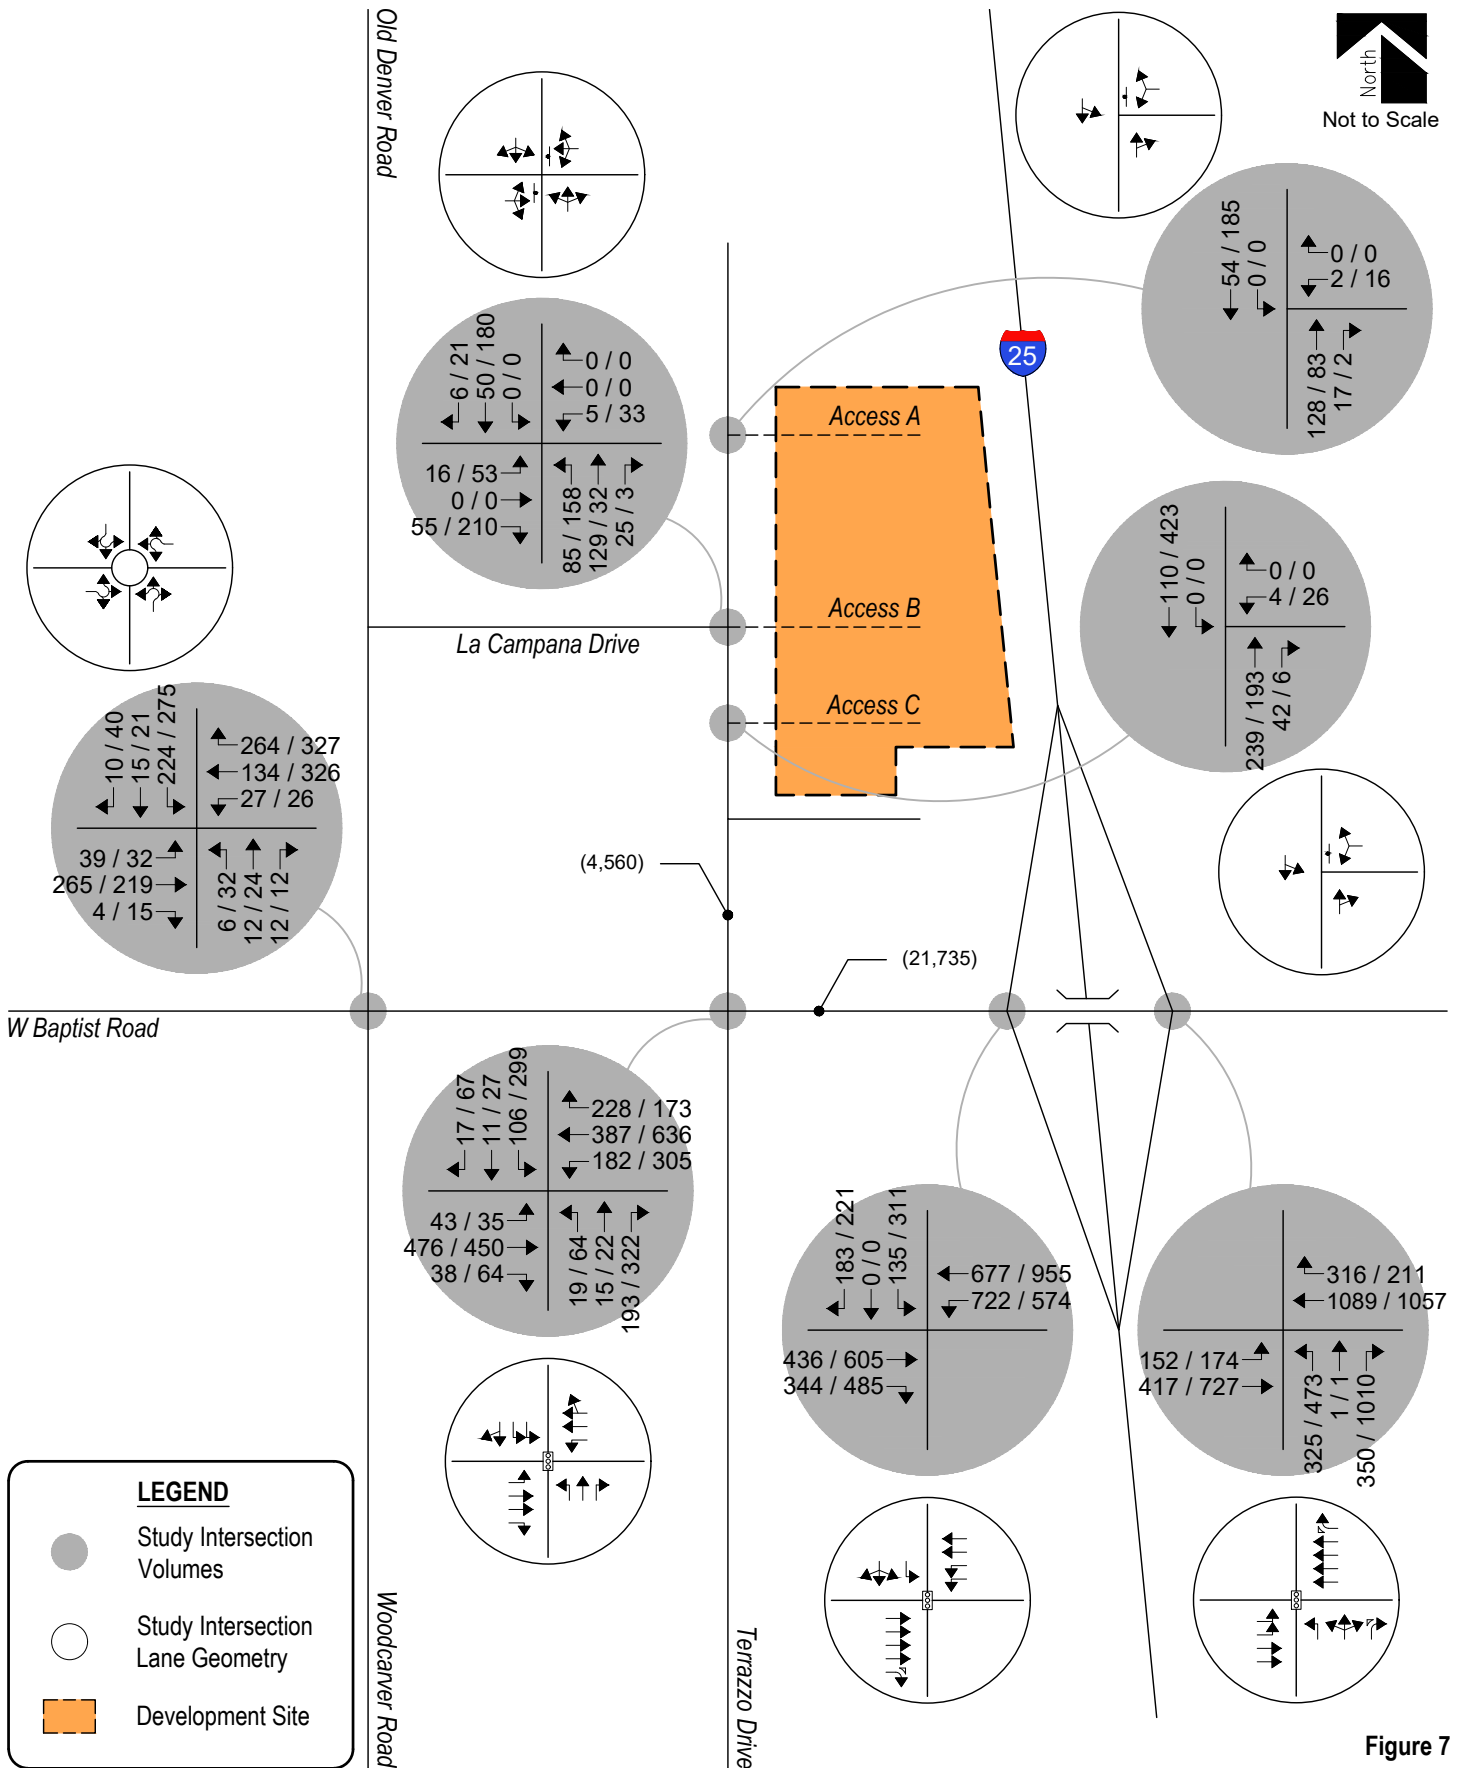 Old Denver Road
North
Not to Scale
54 / 185
0 / 0
0 / 0
2 / 16
128 / 83
17 / 2
25
6 / 21
50 / 180
0 / 0
0 / 0
0 / 0
5 / 33
16 / 53
0 / 0
55 / 210
85 / 158
129 / 32
25 / 3
Access A
Access B
Access C
La Campana Drive
110 / 423
0 / 0
0 / 0
4 / 26
239 / 193
42 / 6
10 / 40
15 / 21
224 / 275
264 / 327
134 / 326
27 / 26
39 / 32
265 / 219
4 / 15
6 / 32
12 / 24
12 / 12
(4,560)
(21,735)
W Baptist Road
17 / 67
11 / 27
106 / 299
228 / 173
387 / 636
182 / 305
43 / 35
476 / 450
38 / 64
19 / 64
15 / 22
193 / 322
183 / 221
0 / 0
135 / 311
677 / 955
722 / 574
436 / 605
344 / 485
316 / 211
1089 / 1057
152 / 174
417 / 727
325 / 473
1 / 1
350 / 1010
LEGEND
Study Intersection
Volumes
Study Intersection
Lane Geometry
Development Site
Woodcarver Road
Terrazzo Drive
Figure 7